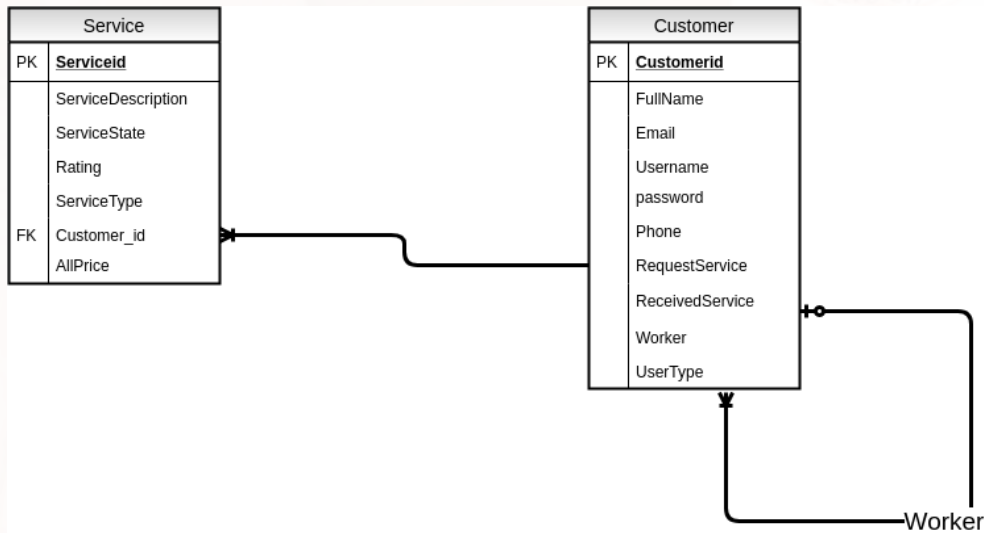 Service
PK Serviceid
ServiceDescription
ServiceState
Rating
ServiceType
FK Customer_id
AllPrice
Customer
PK Customerid
FullName
Email
Username
password
Phone
RequestService
ReceivedService
Worker
UserType
Worker